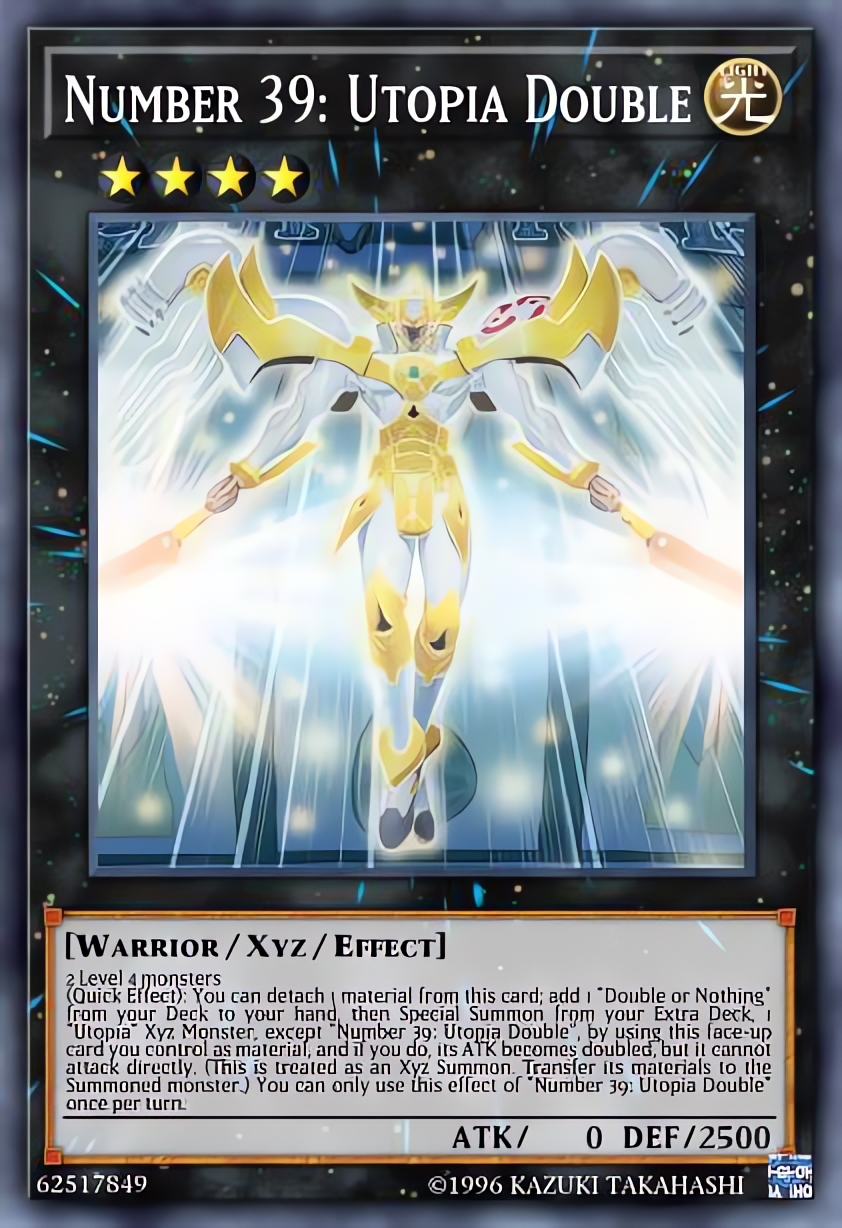 NUMBER 39: UTOPIA DOUBLE
光
39
[WARRIOR / XYZ / EFFECT]
2 Level 4 monsters
(Quick Effect): You can detach 1 material from this card; add 1 "Double or Nothing"
from your Deck to your hand, then Special Summon from your Extra Deck, 1
"Utopia" Xyz Monster, except "Number 39: Utopia Double", by using this face-up
card you control as material, and if you do, its ATK becomes doubled, but it cannot
attack directly. (This is treated as an Xyz Summon. Transfer its materials to the
Summoned monster.) You can only use this effect of "Number 39: Utopia Double"
once per turn.
ATK/ 0 DEF/2500
62517849 ©1996 KAZUKI TAKAHASHI